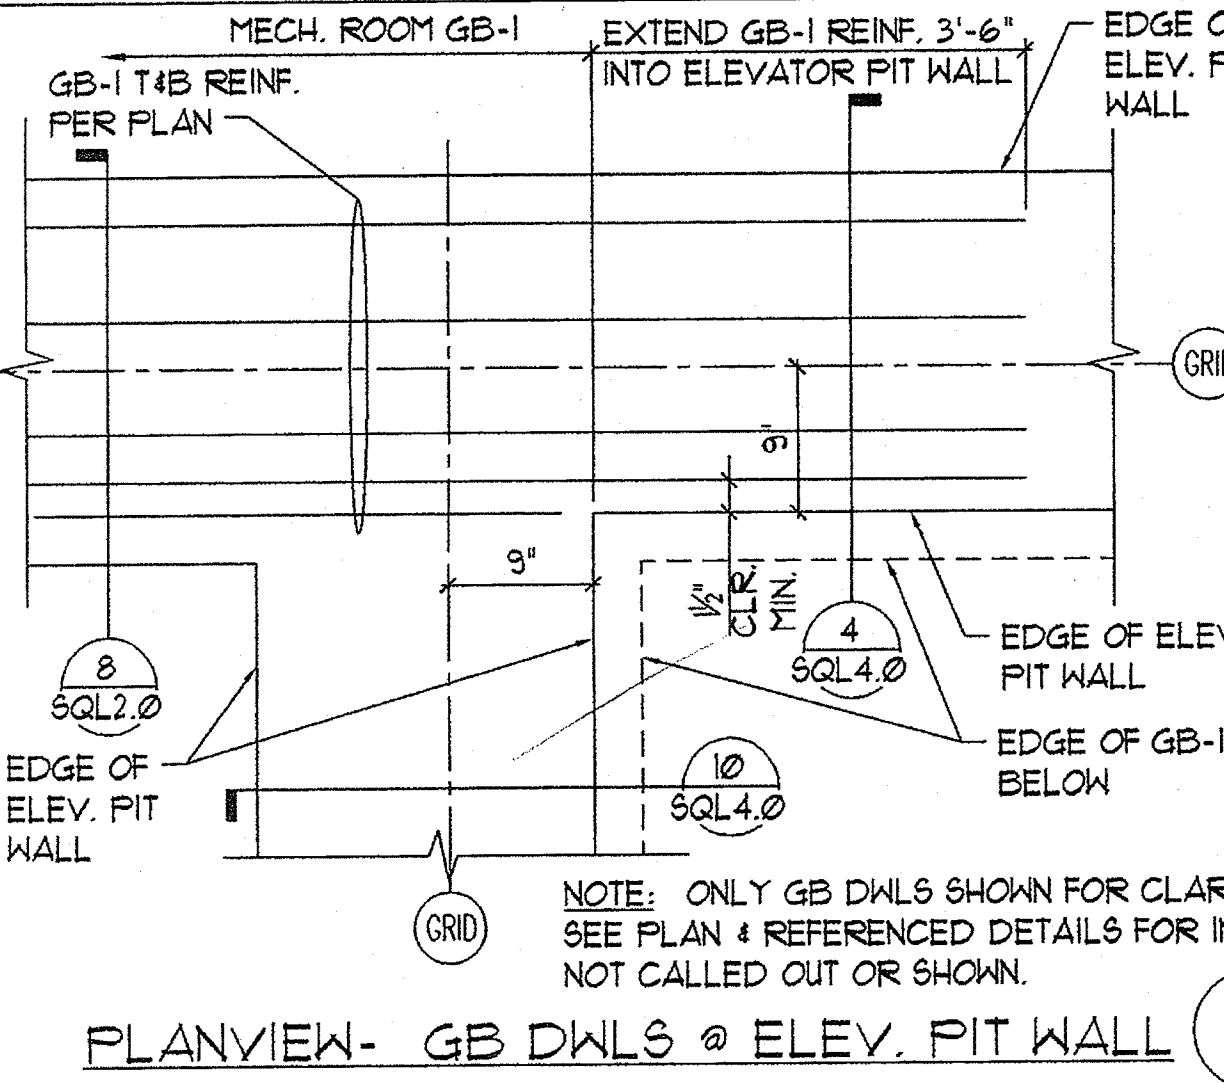 MECH. ROOM GB-1
EXTEND GB-1 REINF. 3'-6"
INTO ELEVATOR PIT WALL
EDGE O
ELEV. P
WALL
GB-1 T&B REINF.
PER PLAN
GRID
9"
9"
1½"
CLR.
MIN.
8
SQL2.0
4
SQL4.0
EDGE OF ELEV
PIT WALL
EDGE OF GB-1
BELOW
EDGE OF
ELEV. PIT
WALL
10
SQL4.0
GRID
NOTE: ONLY GB DWLS SHOWN FOR CLAR
SEE PLAN & REFERENCED DETAILS FOR IN
NOT CALLED OUT OR SHOWN.
PLANVIEW- GB DWLS @ ELEV. PIT WALL